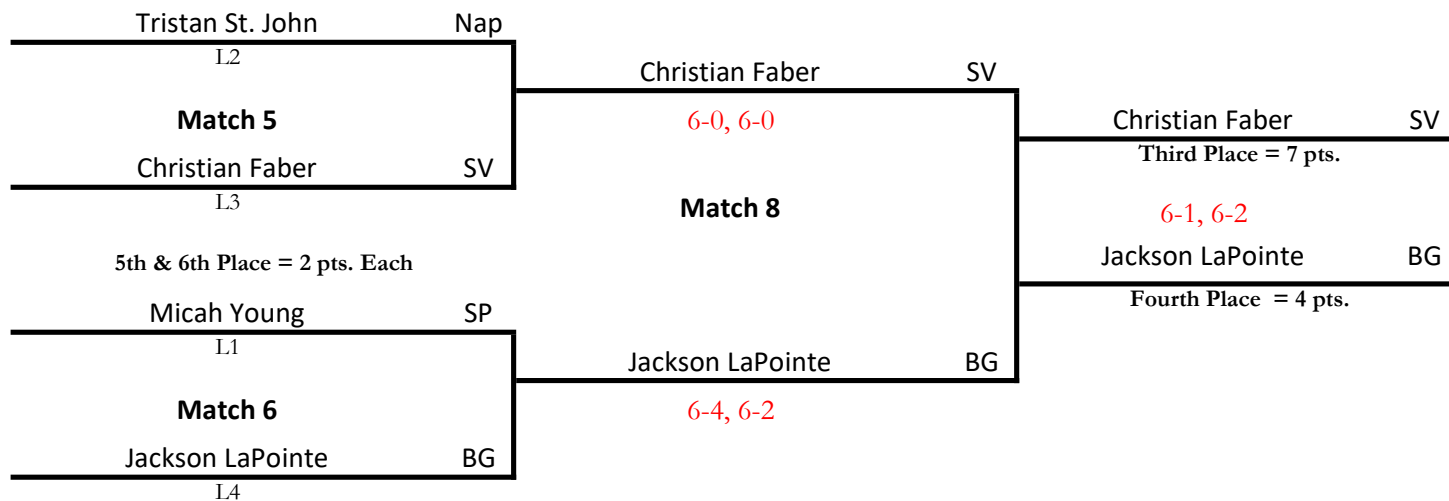 Tristan St. John Nap
L2
Match 5
Christian Faber SV
L3
5th & 6th Place = 2 pts. Each
Micah Young SP
L1
Match 6
Jackson LaPointe BG
L4
Christian Faber SV
6-0, 6-0
Match 8
Jackson LaPointe BG
6-4, 6-2
Christian Faber SV
Third Place = 7 pts.
6-1, 6-2
Jackson LaPointe BG
Fourth Place = 4 pts.